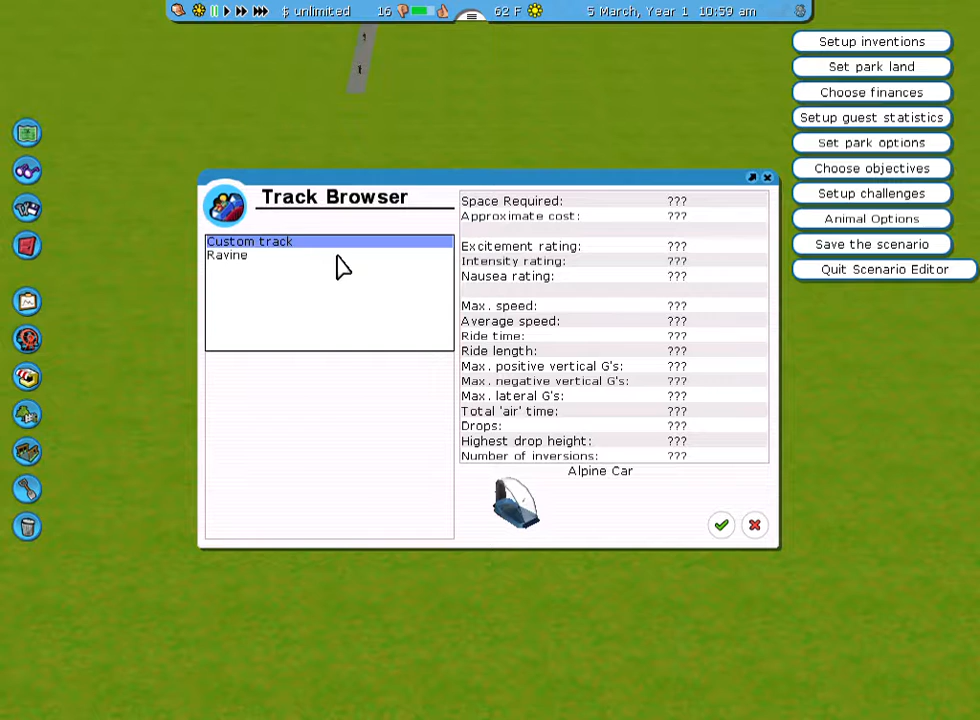 $ unlimited 16 62 F 5 March, Year 1 10:59 am
Setup inventions
Set park land
Choose finances
Setup guest statistics
Set park options
Choose objectives
Setup challenges
Animal Options
Save the scenario
Quit Scenario Editor
Track Browser
Custom track
Ravine
Space Required: ???
Approximate cost: ???
Excitement rating: ???
Intensity rating: ???
Nausea rating: ???
Max. speed: ???
Average speed: ???
Ride time: ???
Ride length: ???
Max. positive vertical G's: ???
Max. negative vertical G's: ???
Max. lateral G's: ???
Total 'air' time: ???
Drops: ???
Highest drop height: ???
Number of inversions: ???
Alpine Car